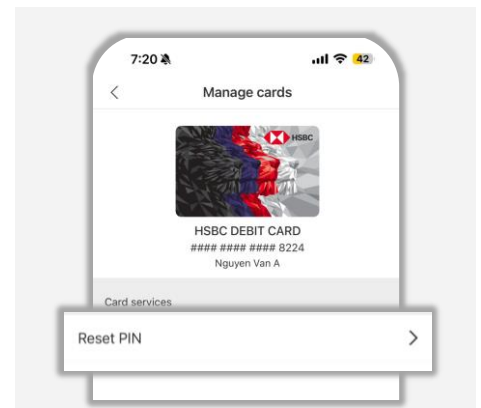 7:20
42
Manage cards
HSBC
HSBC DEBIT CARD
#### #### #### 8224
Nguyen Van A
Card services
Reset PIN